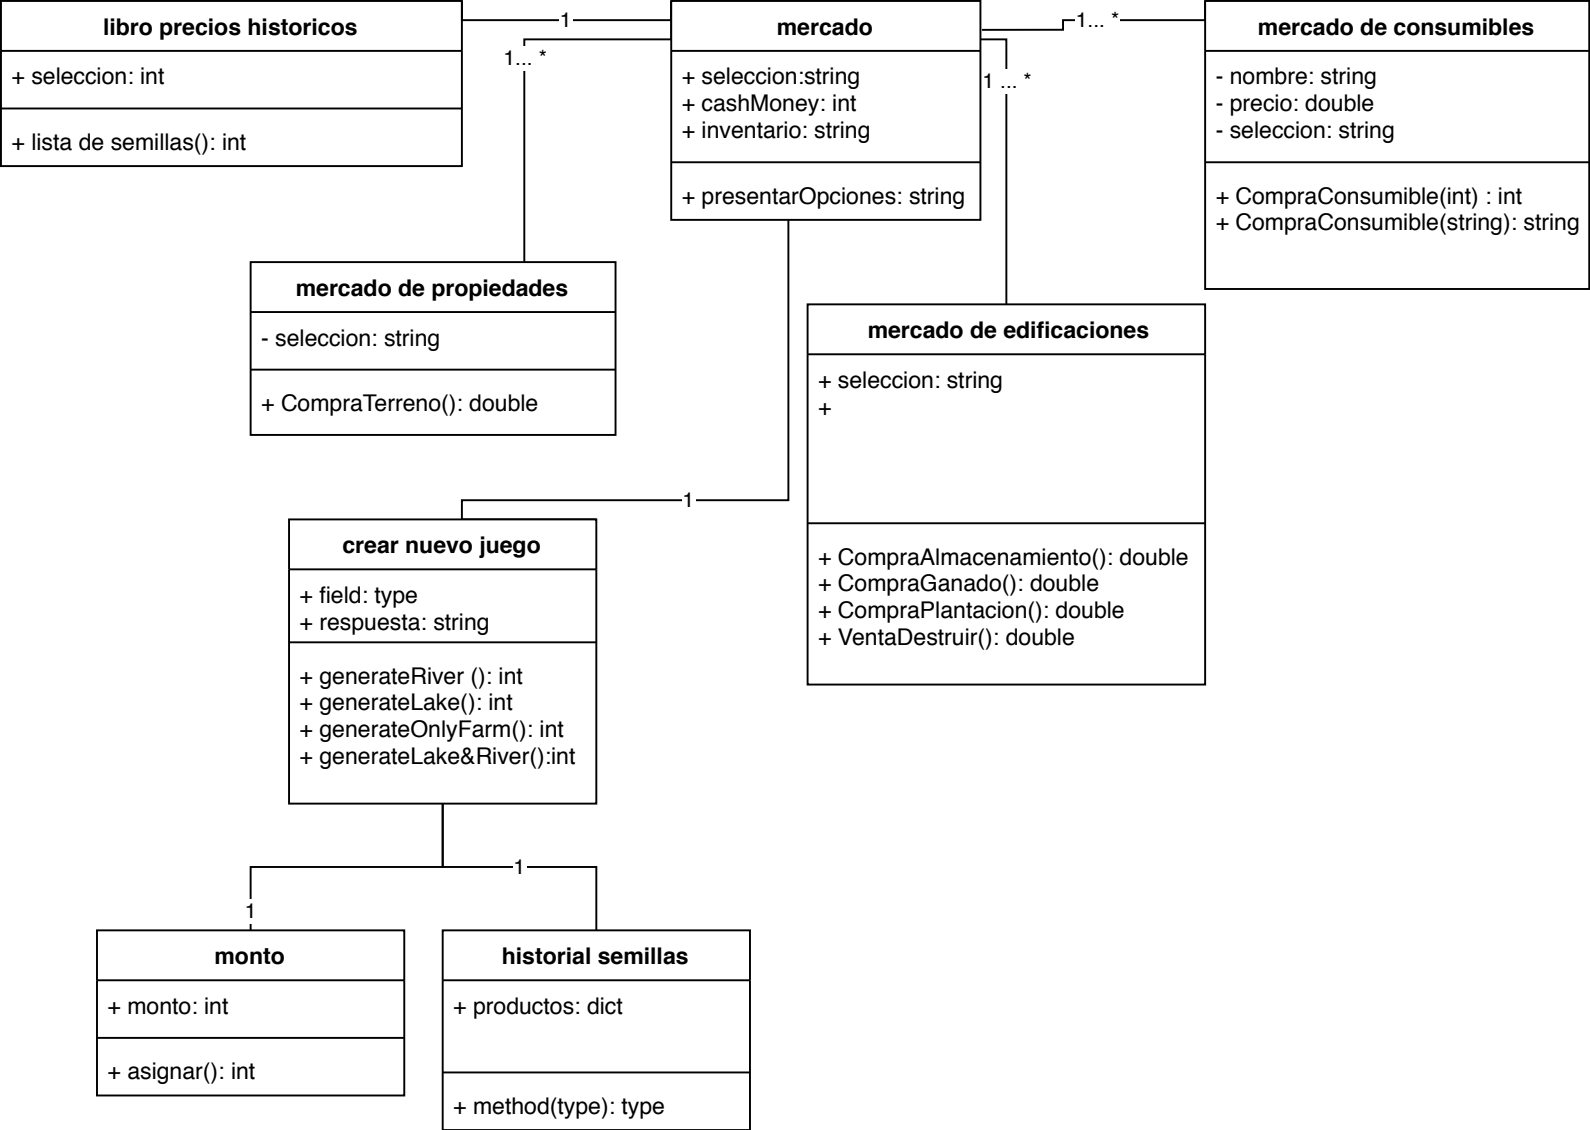 libro precios historicos
+ seleccion: int
+ lista de semillas(): int
1
mercado
+ seleccion:string
+ cashMoney: int
+ inventario: string
+ presentarOpciones: string
1... *
mercado de consumibles
- nombre: string
- precio: double
- seleccion: string
+ CompraConsumible(int) : int
+ CompraConsumible(string): string
1... *
1 ... *
mercado de propiedades
- seleccion: string
+ CompraTerreno(): double
mercado de edificaciones
+ seleccion: string
+
+ CompraAlmacenamiento(): double
+ CompraGanado(): double
+ CompraPlantacion(): double
+ VentaDestruir(): double
1
crear nuevo juego
+ field: type
+ respuesta: string
+ generateRiver (): int
+ generateLake(): int
+ generateOnlyFarm(): int
+ generateLake&River():int
1
1
monto
+ monto: int
+ asignar(): int
historial semillas
+ productos: dict
+ method(type): type